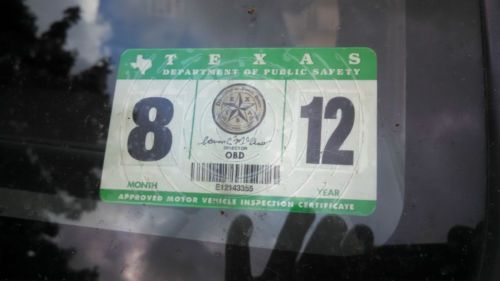 TEXAS
DEPARTMENT OF PUBLIC SAFETY
8
12
DIRECTOR
OBD
E12143355
MONTH
YEAR
APPROVED MOTOR VEHICLE INSPECTION CERTIFICATE